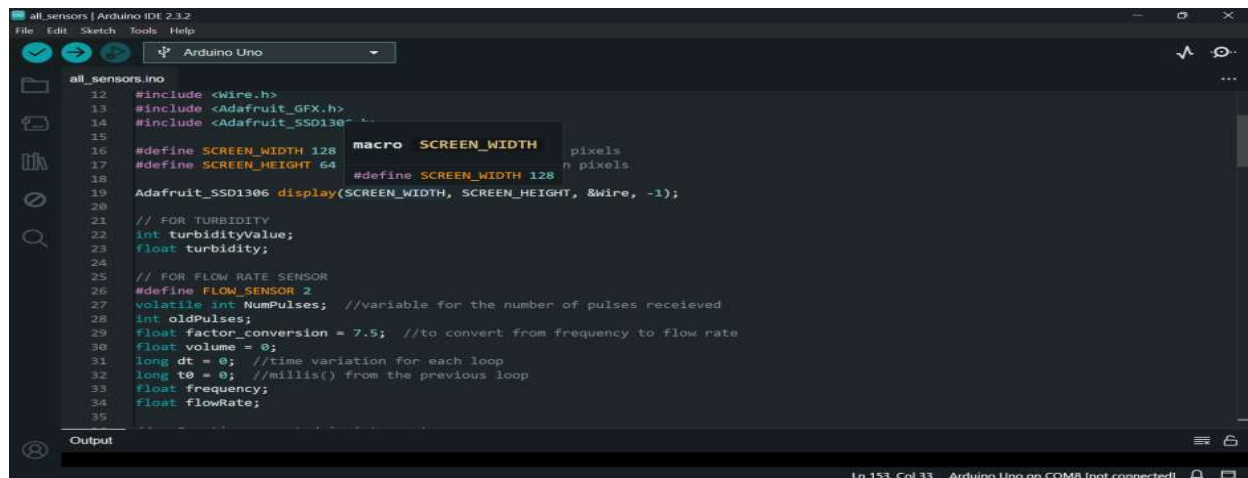 all_sensors | Arduino IDE 2.3.2
File Edit Sketch Tools Help
Arduino Uno
all_sensors.ino
12 #include <Wire.h>
13 #include <Adafruit_GFX.h>
14 #include <Adafruit_SSD1306
15
16 #define SCREEN_WIDTH 128 pixels
17 #define SCREEN_HEIGHT 64 n pixels
macro SCREEN_WIDTH
#define SCREEN_WIDTH 128
18
19 Adafruit_SSD1306 display(SCREEN_WIDTH, SCREEN_HEIGHT, &Wire, -1);
20
21 // FOR TURBIDITY
22 int turbidityValue;
23 float turbidity;
24
25 // FOR FLOW RATE SENSOR
26 #define FLOW_SENSOR 2
27 volatile int NumPulses; //variable for the number of pulses receieved
28 int oldPulses;
29 float factor_conversion = 7.5; //to convert from frequency to flow rate
30 float volume = 0;
31 long dt = 0; //time variation for each loop
32 long t0 = 0; //millis() from the previous loop
33 float frequency;
34 float flowRate;
35
Output
Ln 153, Col 33 Arduino Uno on COM8 [not connected]